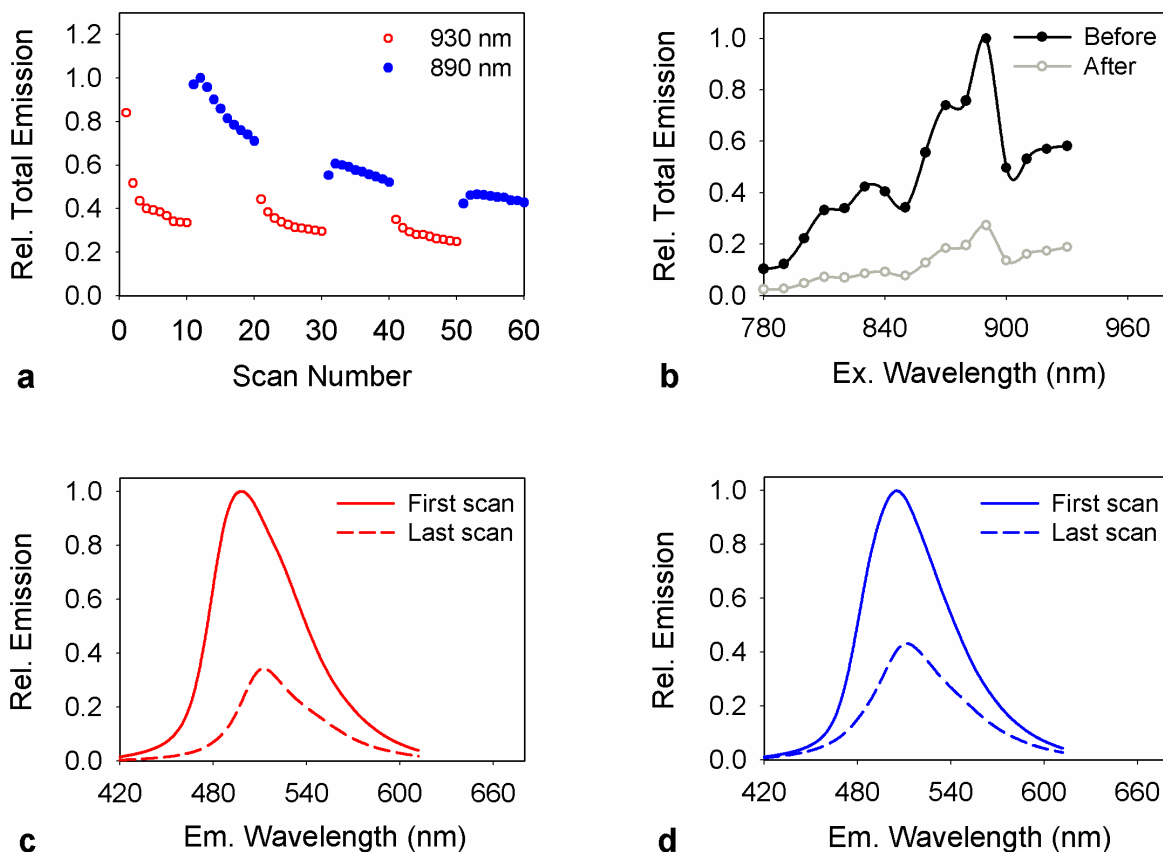 1.2
1.0
0.8
0.6
0.4
0.2
0.0
Rel. Total Emission
930 nm
890 nm
0 10 20 30 40 50 60
Scan Number
a
1.0
0.8
0.6
0.4
0.2
0.0
Rel. Total Emission
Before
After
780 840 900 960
Ex. Wavelength (nm)
b
1.0
0.8
0.6
0.4
0.2
0.0
Rel. Emission
First scan
Last scan
420 480 540 600 660
Em. Wavelength (nm)
c
1.0
0.8
0.6
0.4
0.2
0.0
Rel. Emission
First scan
Last scan
420 480 540 600 660
Em. Wavelength (nm)
d